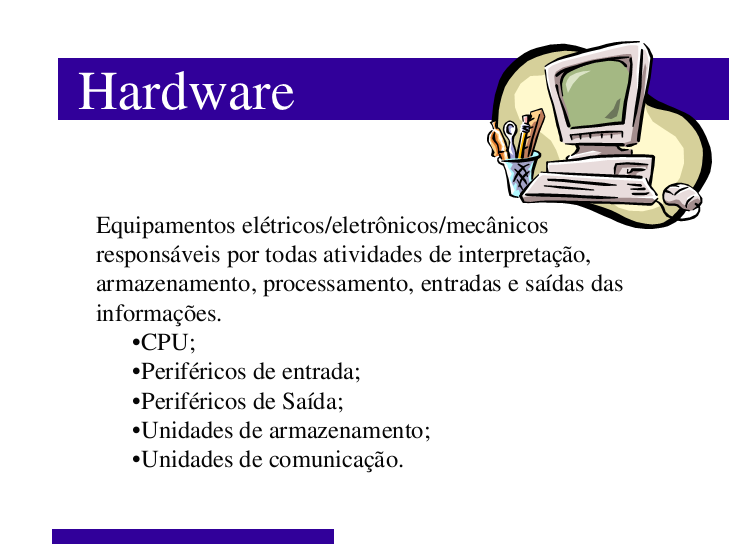 Hardware
Equipamentos elétricos/eletrônicos/mecânicos
responsáveis por todas atividades de interpretação,
armazenamento, processamento, entradas e saídas das
informações.
•CPU;
•Periféricos de entrada;
•Periféricos de Saída;
•Unidades de armazenamento;
•Unidades de comunicação.